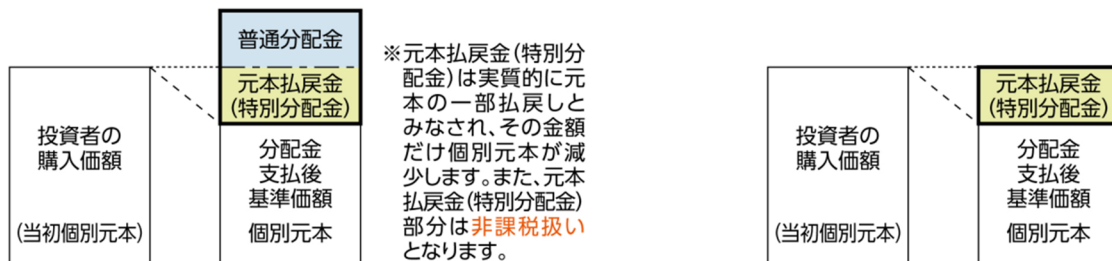 投資者の
購入価額
(当初個別元本)
普通分配金
元本払戻金
(特別分配金)
分配金
支払後
基準価額
個別元本
※元本払戻金(特別分
配金)は実質的に元
本の一部払戻しと
みなされ、その金額
だけ個別元本が減
少します。また、元本
払戻金(特別分配金)
部分は非課税扱い
となります。
投資者の
購入価額
(当初個別元本)
元本払戻金
(特別分配金)
分配金
支払後
基準価額
個別元本